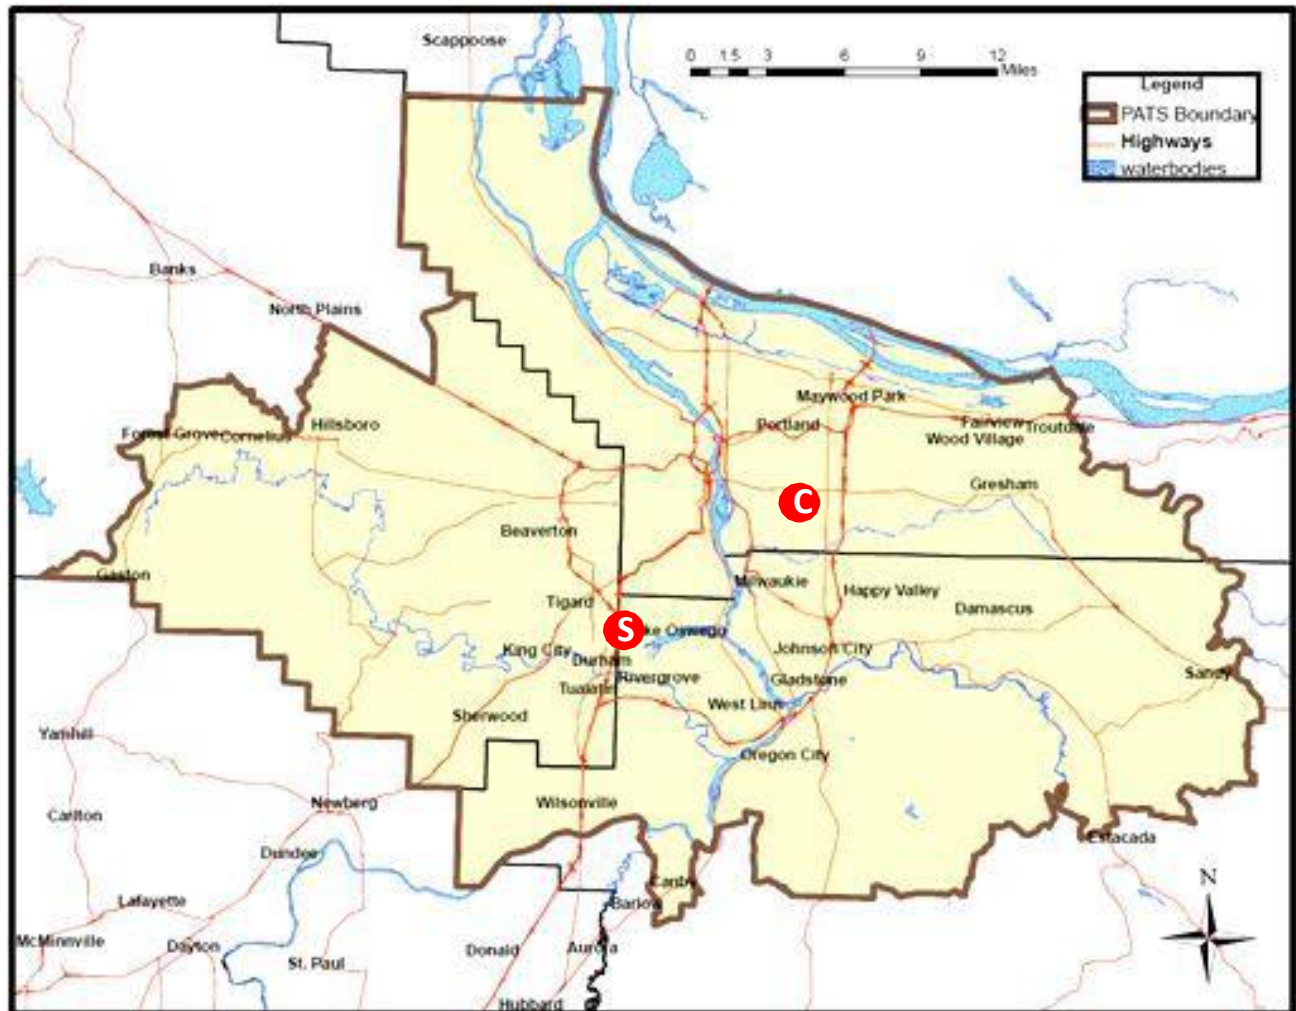 Scappoose
0 1.5 3 6 9 12
Miles
Legend
PATS Boundary
Highways
waterbodies
Banks
North Plains
Maywood Park
Portland
Fairview
Wood Village
Troutdale
Hillsboro
Forest Grove
Cornelius
Gresham
C
Beaverton
Gaston
Milwaukie
Happy Valley
Damascus
Tigard
S
ke Oswego
King City
Durham
Johnson City
Rivergrove
Gladstone
Sandy
Tualatin
West Linn
Sherwood
Yamhill
Oregon City
Wilsonville
Newberg
Carlton
Estacada
Dundee
Canby
N
Lafayette
Barlow
McMinnville
Dayton
Donald
Aurora
St. Paul
Hubbard